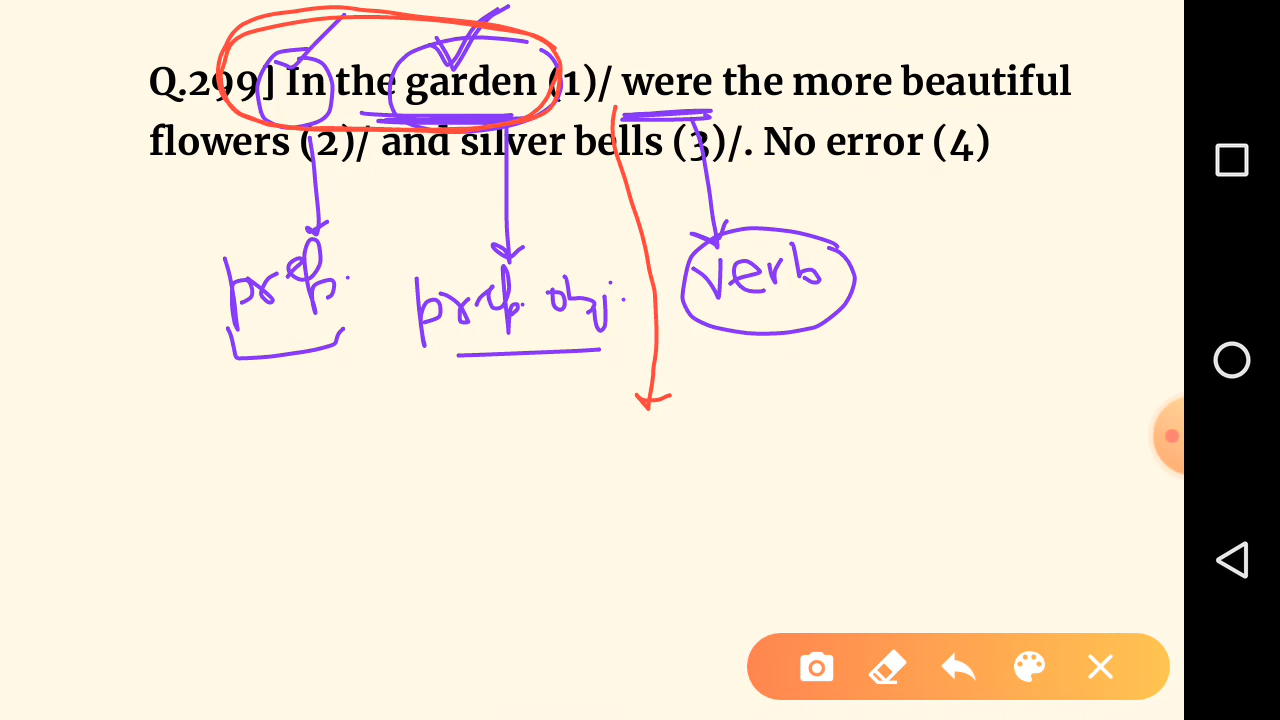 Q.299] In the garden (1)/ were the more beautiful
flowers (2)/ and silver bells (3)/. No error (4)
prep.
prep. obj.
verb